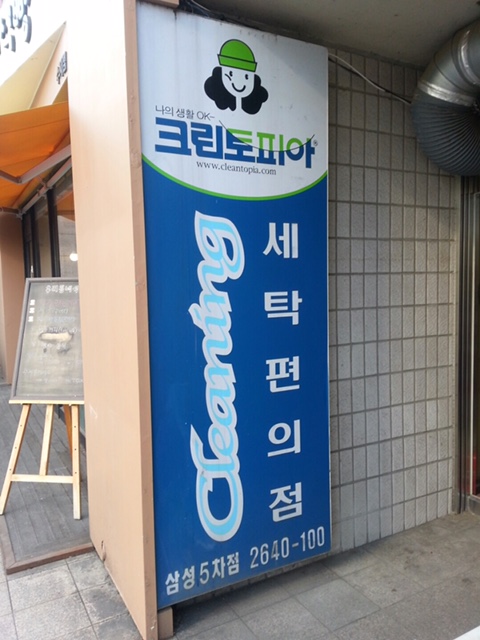 나의 생활 OK~
크린토피아®
www.cleantopia.com
Cleaning
세탁편의점
삼성5차점 2640-100